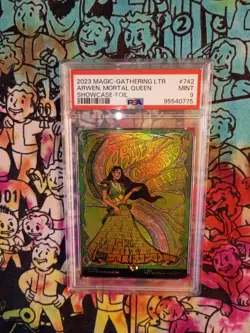 2023 MAGIC-GATHERING LTR #742
ARWEN, MORTAL QUEEN MINT
SHOWCASE-FOIL 9
PSA 95540775